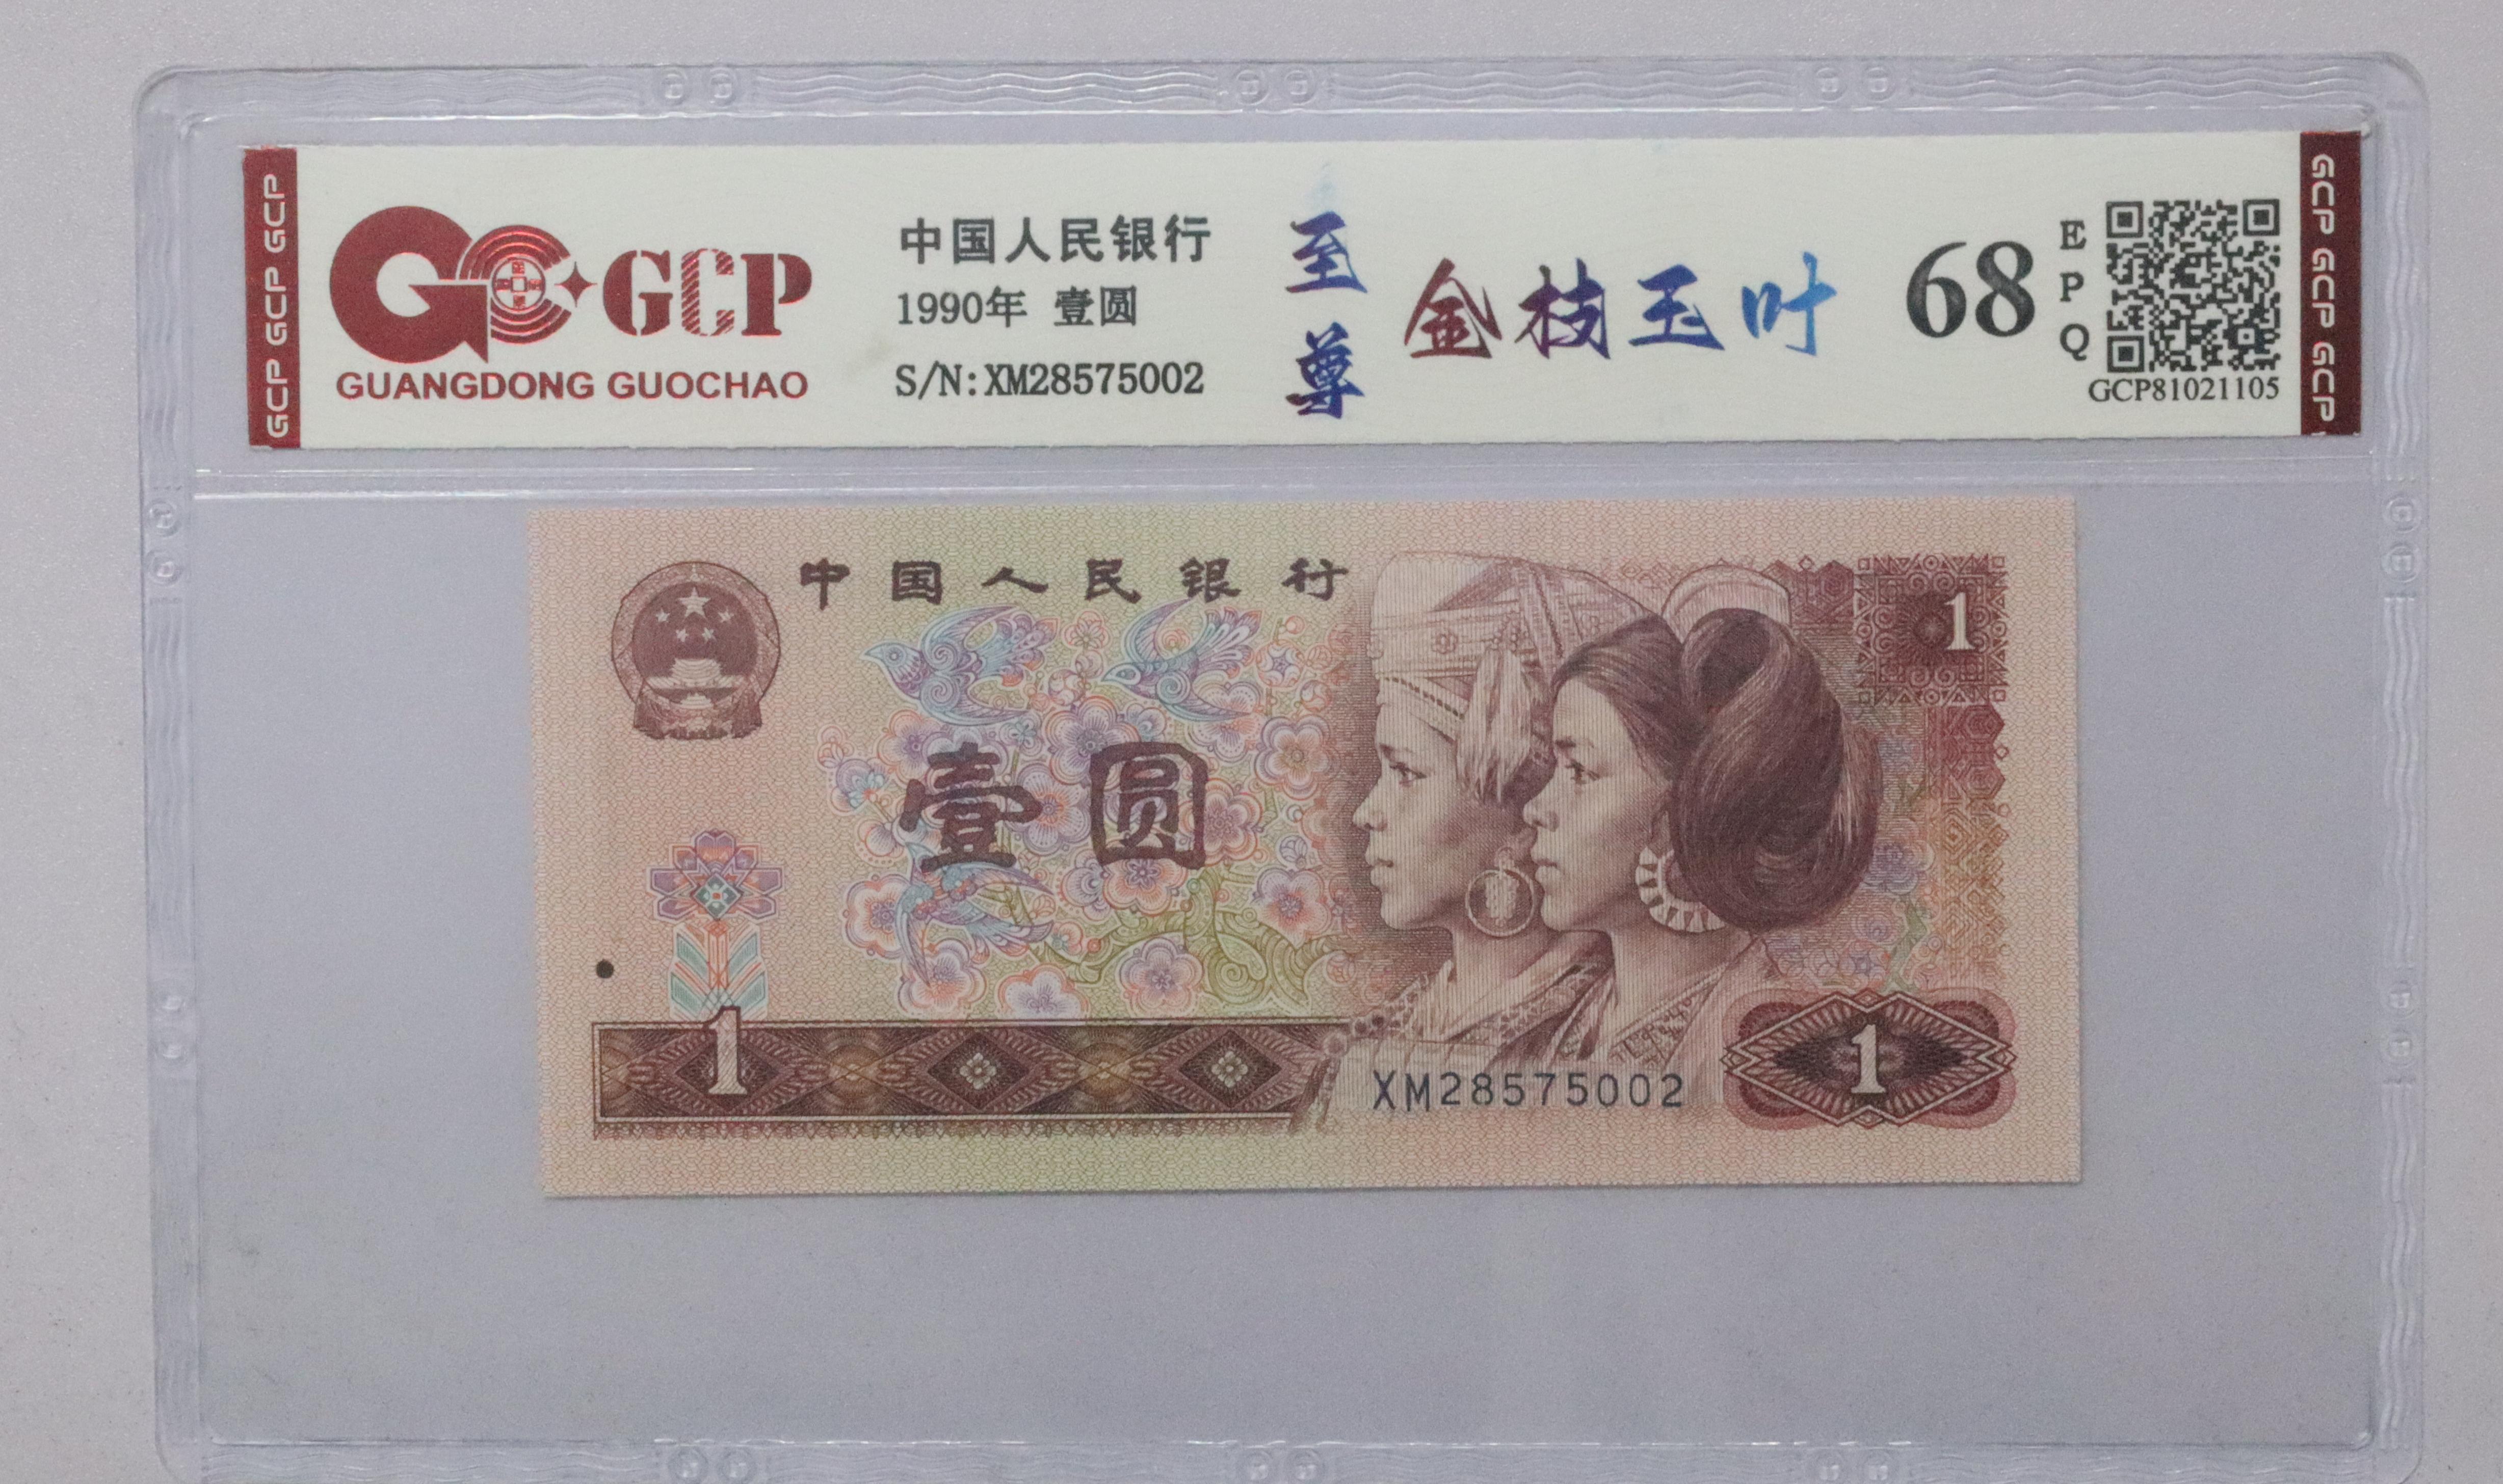 GCP GCP GCP
GCP
GUANGDONG GUOCHAO
中国人民银行
1990年 壹圆
S/N:XM28575002
至尊
金枝玉叶
68
EPQ
GCP81021105
GCP GCP GCP
中国人民银行
1
壹圆
1
XM28575002
1